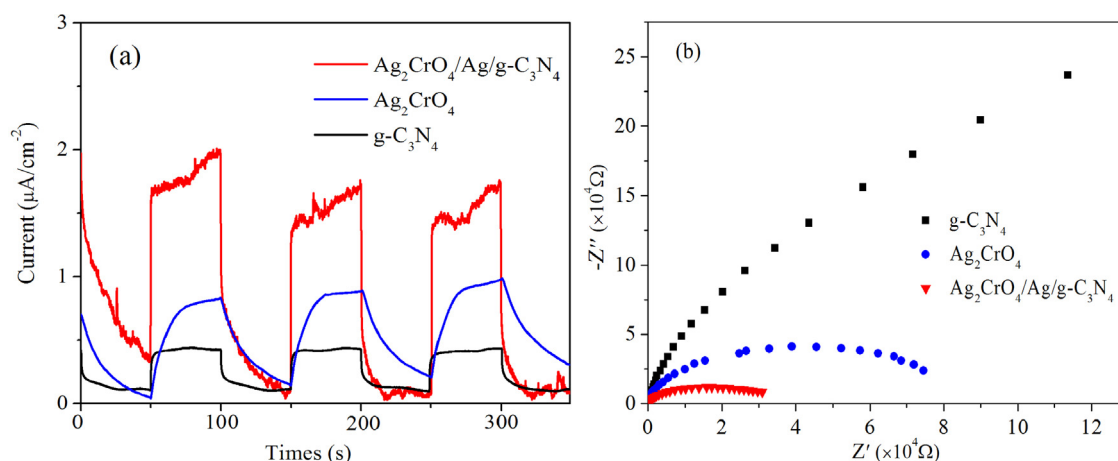 (a)
Ag₂CrO₄/Ag/g-C₃N₄
Ag₂CrO₄
g-C₃N₄
Current (μA/cm⁻²)
3
2
1
0
0 100 200 300
Times (s)
(b)
-Z″ (×10⁴Ω)
25
20
15
10
5
0
g-C₃N₄
Ag₂CrO₄
Ag₂CrO₄/Ag/g-C₃N₄
0 2 4 6 8 10 12
Z′ (×10⁴Ω)